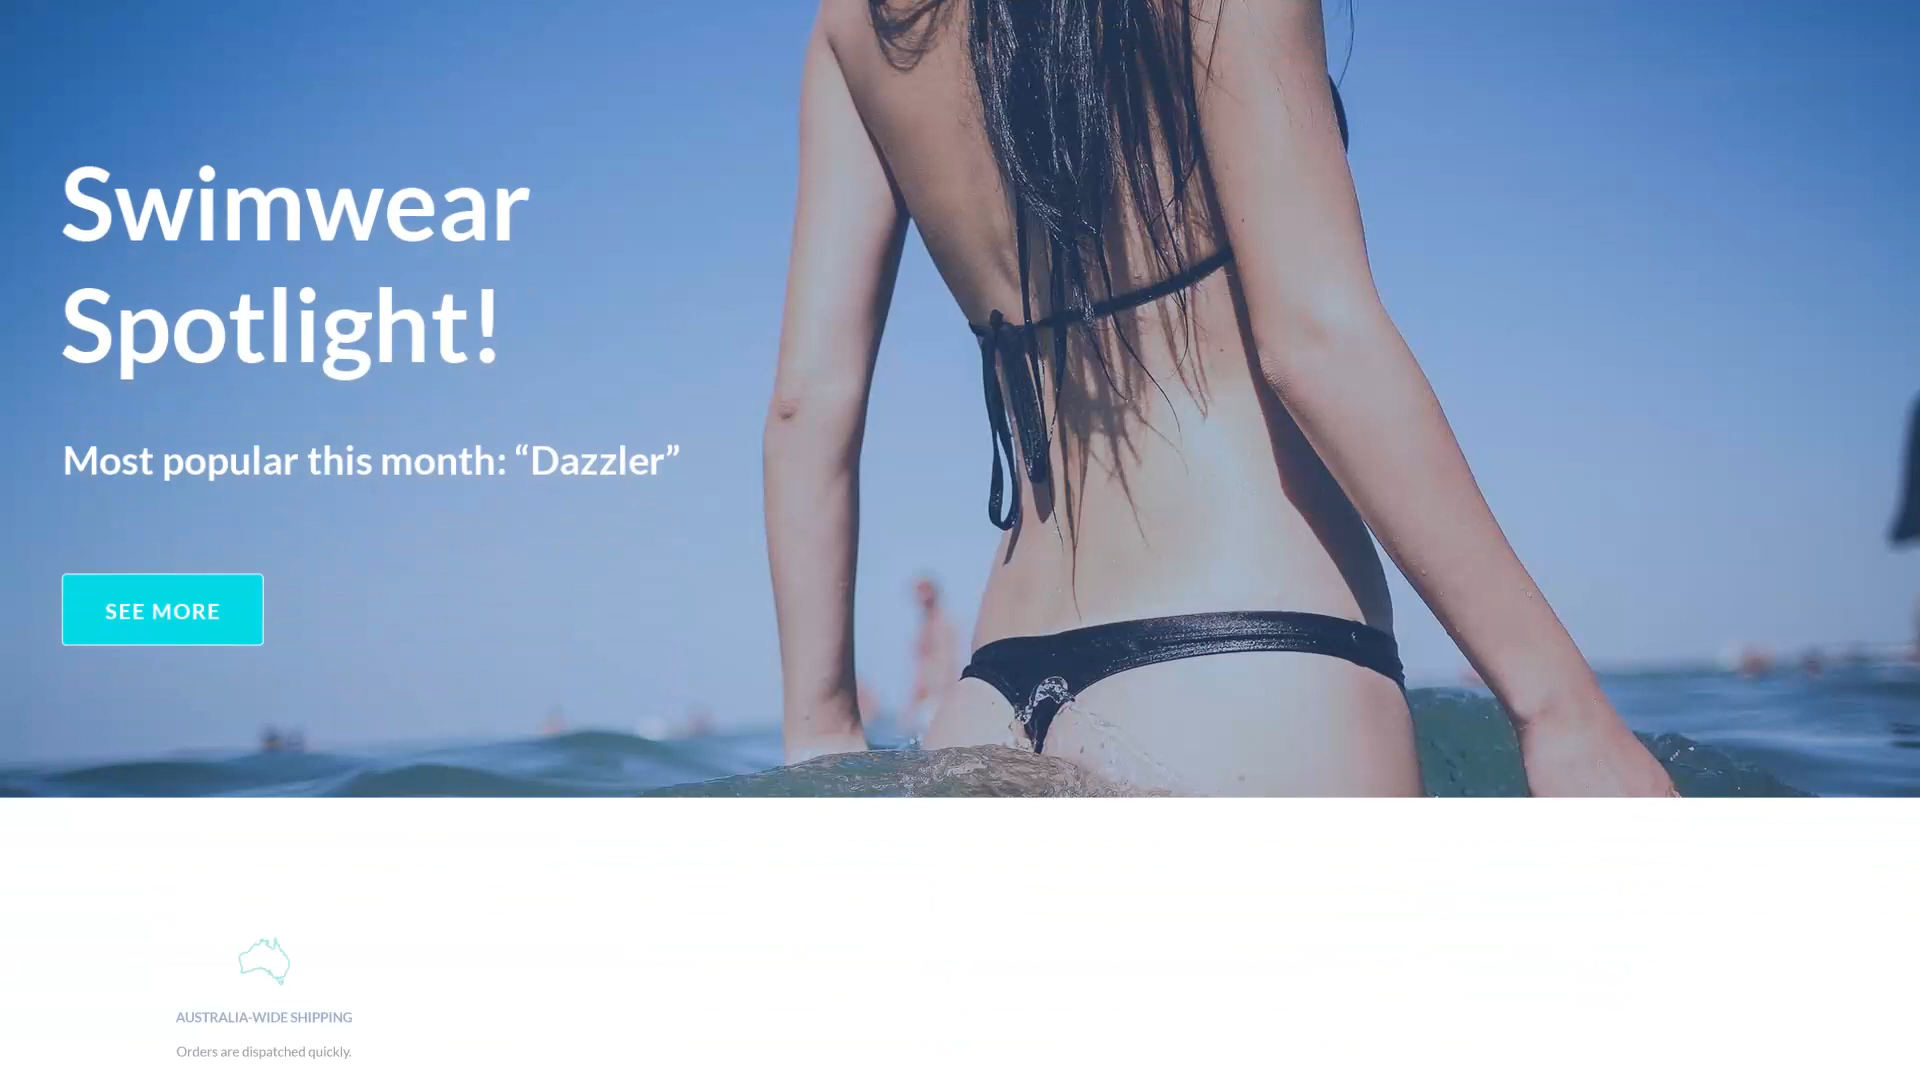 Swimwear
Spotlight!
Most popular this month: “Dazzler”
SEE MORE
AUSTRALIA-WIDE SHIPPING
Orders are dispatched quickly.